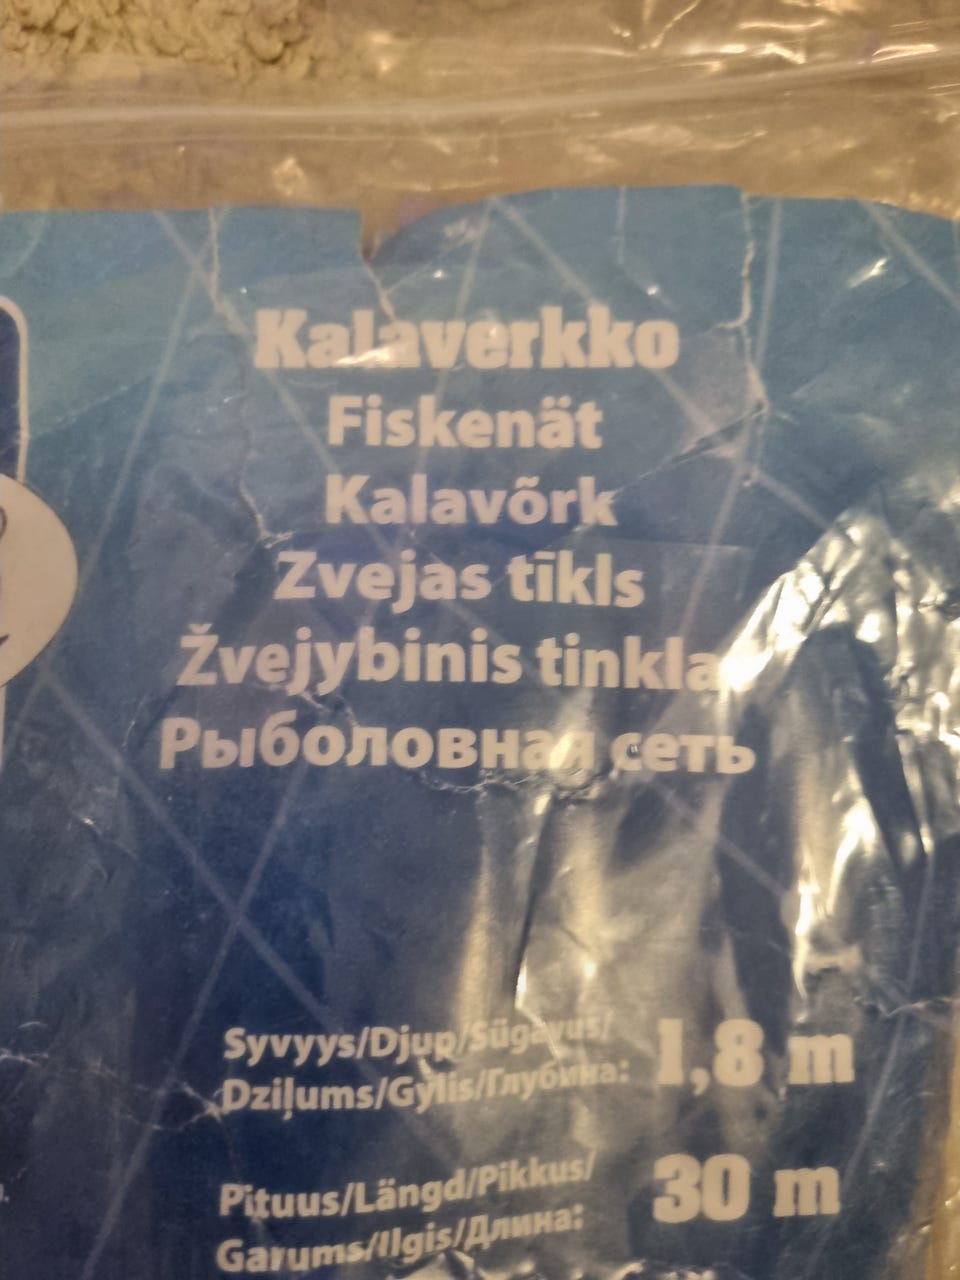 Kalaverkko
Fiskenät
Kalavõrk
Zvejas tīkls
Žvejybinis tinkla
Рыболовная сеть
Syvyys/Djup/Sügavus/
Dziļums/Gylis/Глубина: 1,8 m
Pituus/Längd/Pikkus/
Garums/Ilgis/Длина: 30 m